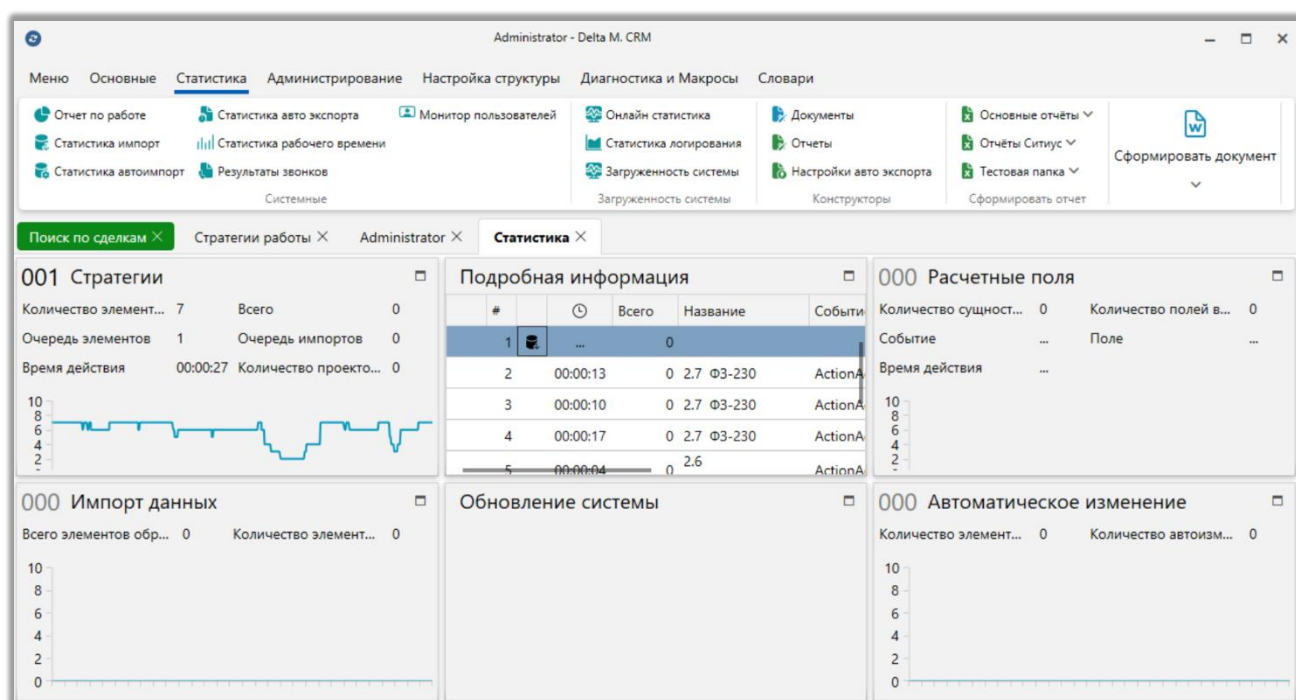 Administrator - Delta M. CRM
Меню Основные Статистика Администрирование Настройка структуры Диагностика и Макросы Словари
Отчет по работе Статистика авто экспорта Монитор пользователей Онлайн статистика Документы Основные отчёты
Статистика импорт Статистика рабочего времени Статистика логирования Отчеты Отчёты Ситиус
Статистика автоимпорт Результаты звонков Загруженность системы Настройки авто экспорта Тестовая папка
Сформировать документ
Системные Загруженность системы Конструкторы Сформировать отчет
Поиск по сделкам Стратегии работы Administrator Статистика
001 Стратегии
Количество элемент... 7 Всего 0
Очередь элементов 1 Очередь импортов 0
Время действия 00:00:27 Количество проекто... 0
10
8
6
4
2
Подробная информация
# Всего Название Событи
1 ... 0
2 00:00:13 0 2.7 ФЗ-230 ActionA
3 00:00:10 0 2.7 ФЗ-230 ActionA
4 00:00:17 0 2.7 ФЗ-230 ActionA
5 00:00:04 0 2.6 ActionA
000 Расчетные поля
Количество сущност... 0 Количество полей в... 0
Событие ... Поле ...
Время действия ...
10
8
6
4
2
000 Импорт данных
Всего элементов обр... 0 Количество элемент... 0
10
8
6
4
2
0
Обновление системы
000 Автоматическое изменение
Количество элемент... 0 Количество автоизм... 0
10
8
6
4
2
0